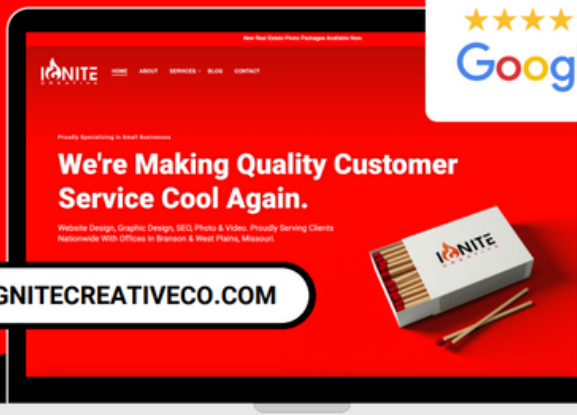 New Real Estate Photo Packages Available Now.
Goog
IGNITE
CREATIVE
HOME ABOUT SERVICES BLOG CONTACT
Proudly Specializing in Small Businesses
We're Making Quality Customer
Service Cool Again.
Website Design, Graphic Design, SEO, Photo & Video. Proudly Serving Clients
Nationwide With Offices In Branson & West Plains, Missouri.
IGNITE
CREATIVE
GNITECREATIVECO.COM